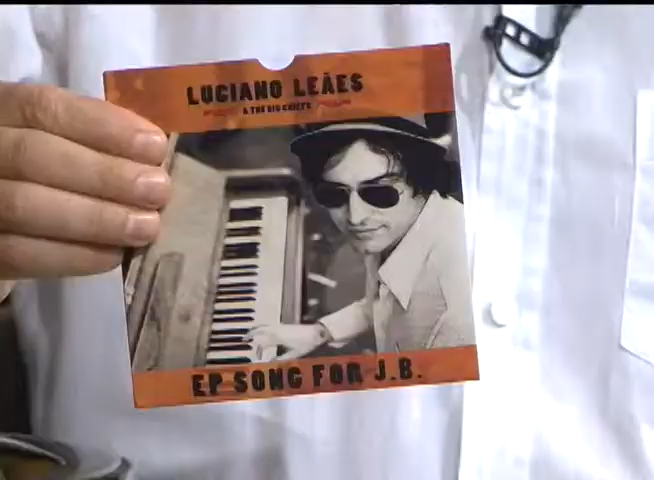 LUCIANO LEÃES
& THE BIG CHIEFS
EP SONG FOR J.B.